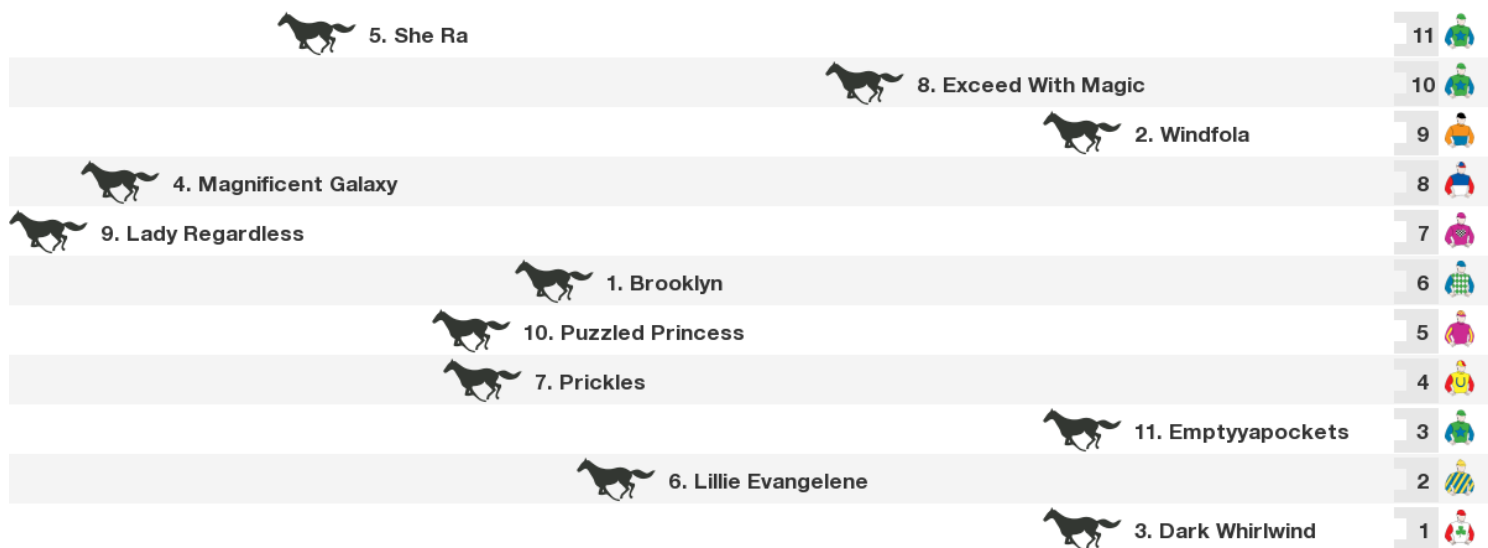 5. She Ra 11
8. Exceed With Magic 10
2. Windfola 9
4. Magnificent Galaxy 8
9. Lady Regardless 7
1. Brooklyn 6
10. Puzzled Princess 5
7. Prickles 4
11. Emptyyapockets 3
6. Lillie Evangelene 2
3. Dark Whirlwind 1